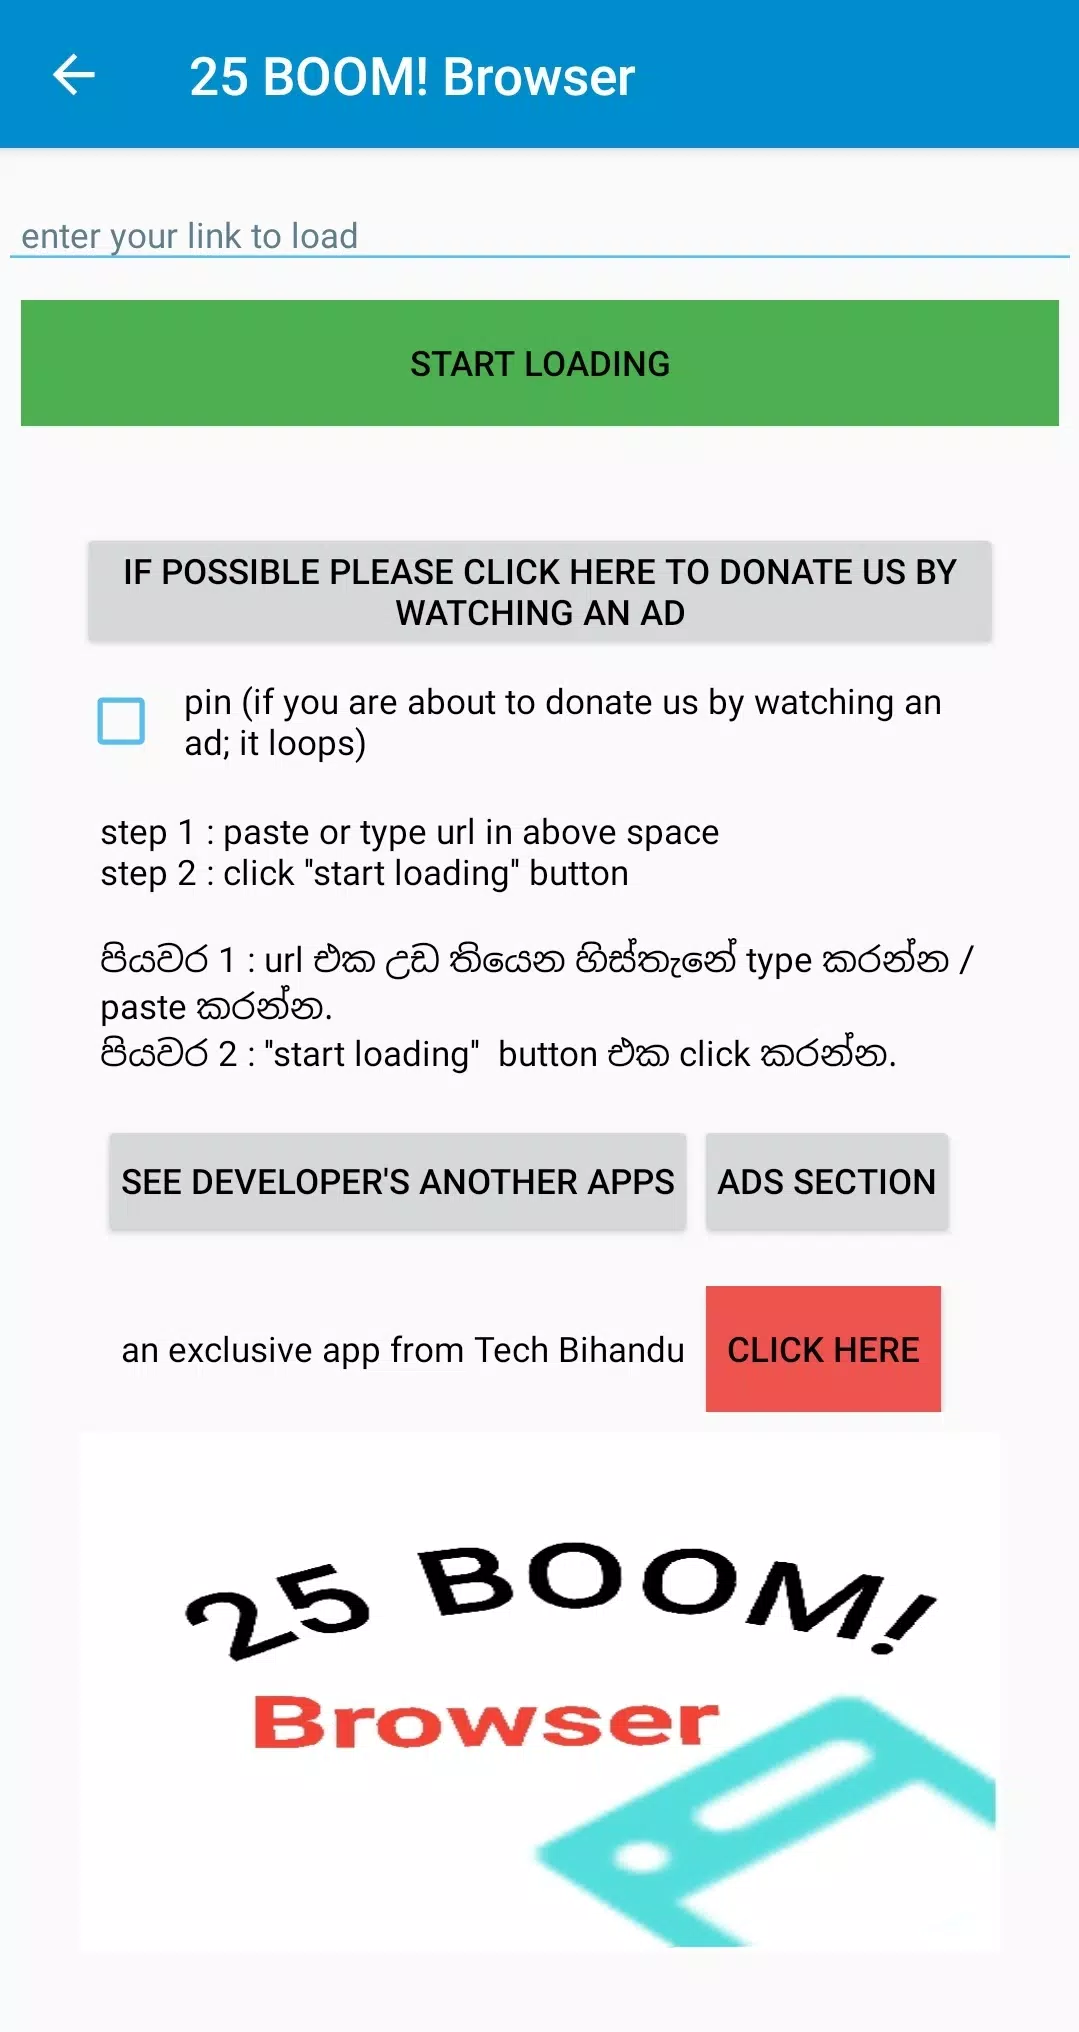 25 BOOM! Browser
enter your link to load
START LOADING
IF POSSIBLE PLEASE CLICK HERE TO DONATE US BY
WATCHING AN AD
pin (if you are about to donate us by watching an
ad; it loops)
step 1 : paste or type url in above space
step 2 : click "start loading" button
පියවර 1 : url එක උඩ තියෙන හිස්තැනේ type කරන්න /
paste කරන්න.
පියවර 2 : "start loading"  button එක click කරන්න.
SEE DEVELOPER'S ANOTHER APPS
ADS SECTION
an exclusive app from Tech Bihandu
CLICK HERE
25 BOOM!
Browser